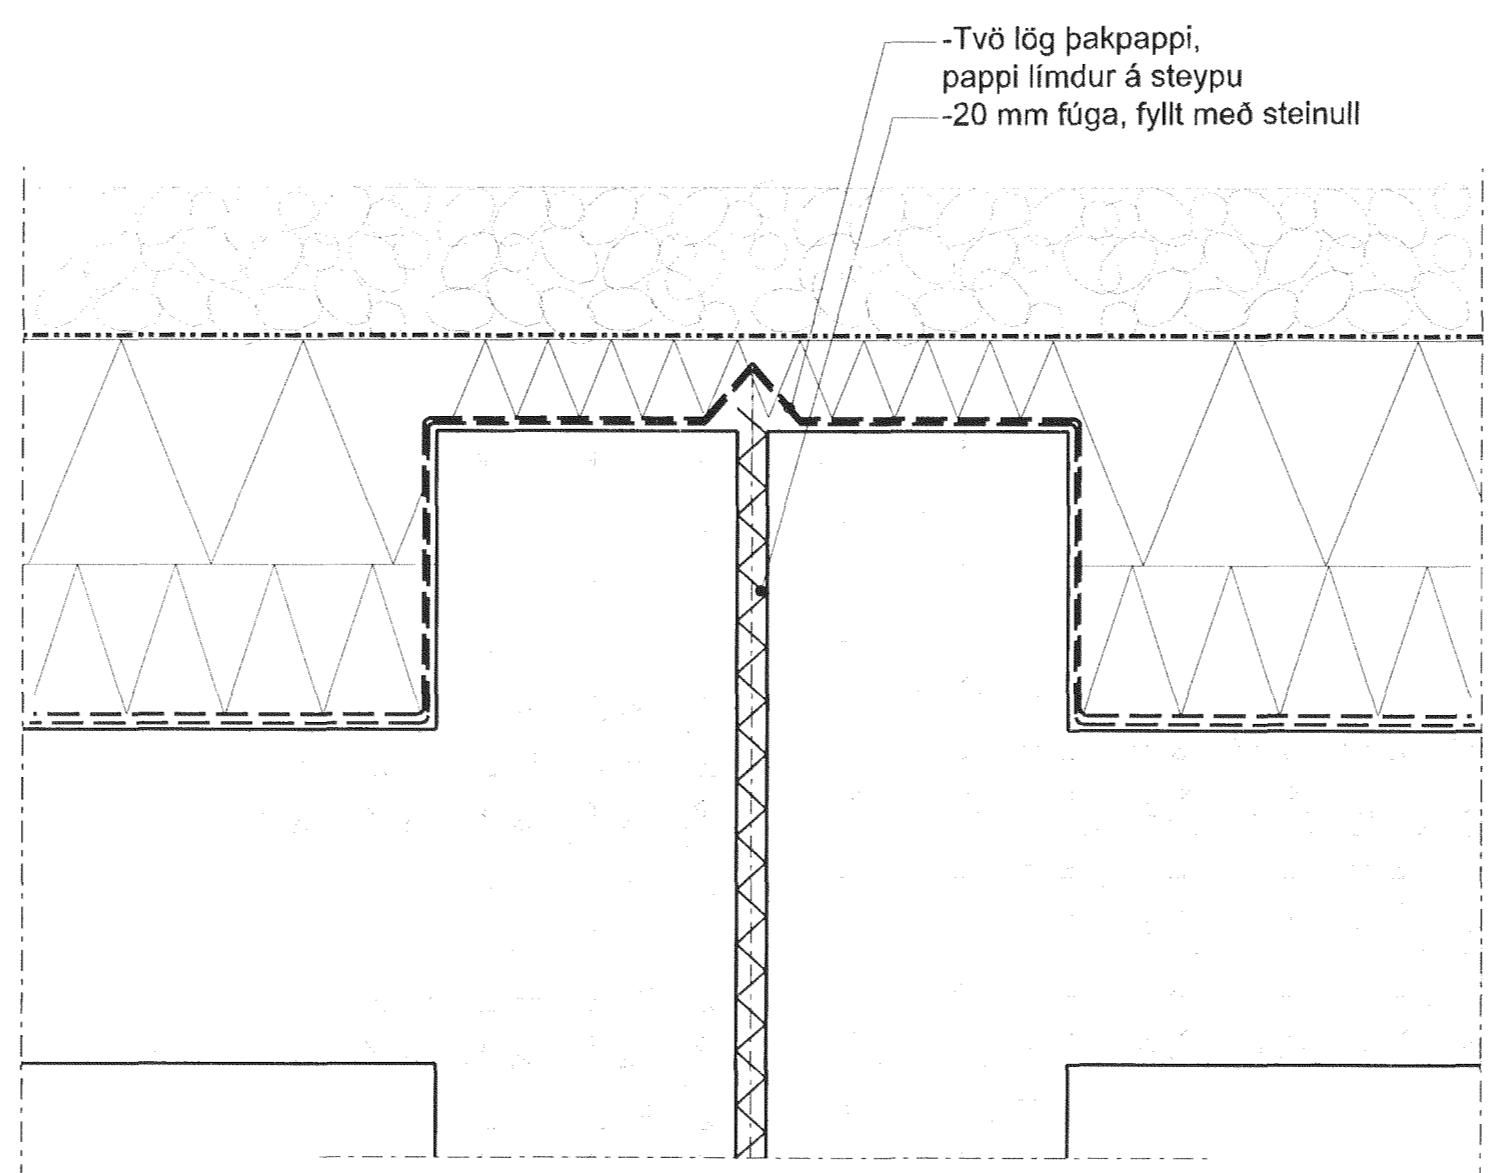 -Tvö lög þakpappi,
pappi límdur á steypu
-20 mm fúga, fyllt með steinull